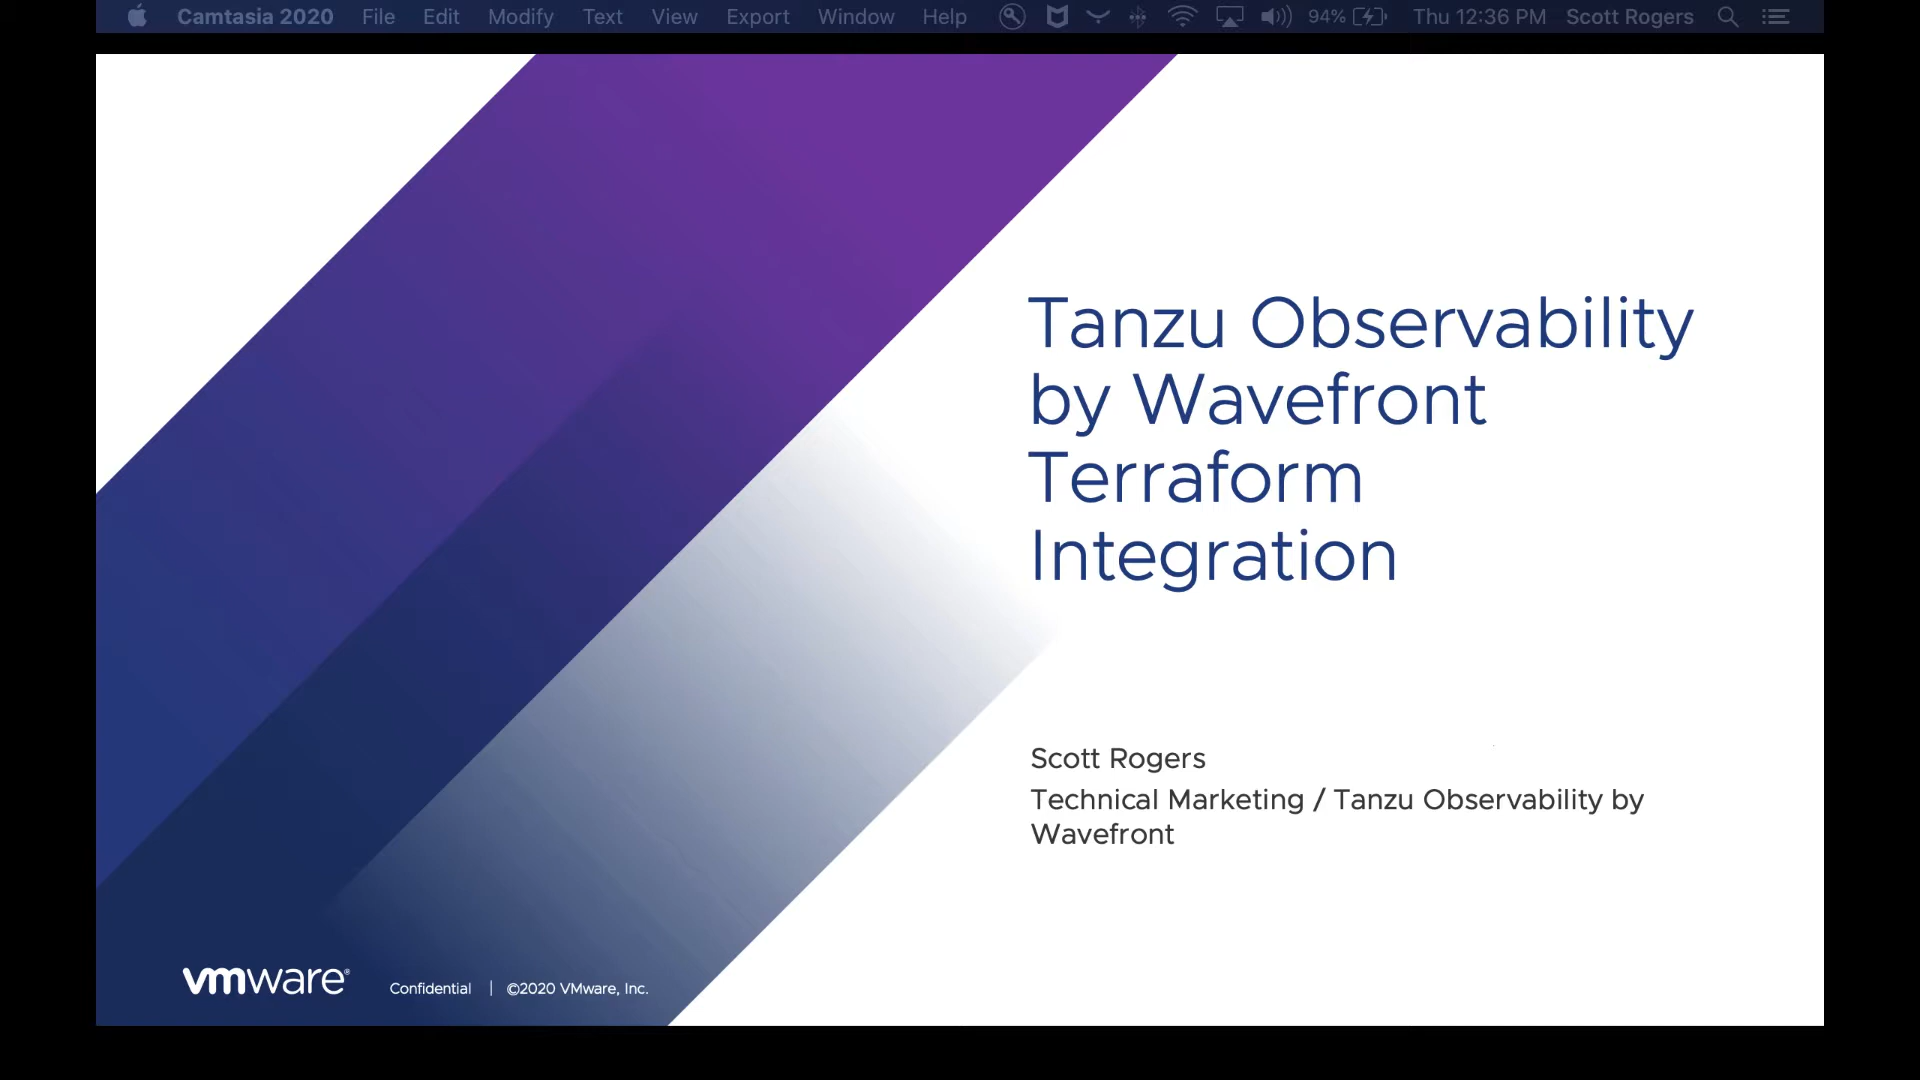 Camtasia 2020 File Edit Modify Text View Export Window Help 94% Thu 12:36 PM Scott Rogers
Tanzu Observability
by Wavefront
Terraform
Integration
Scott Rogers
Technical Marketing / Tanzu Observability by
Wavefront
vmware® Confidential | ©2020 VMware, Inc.